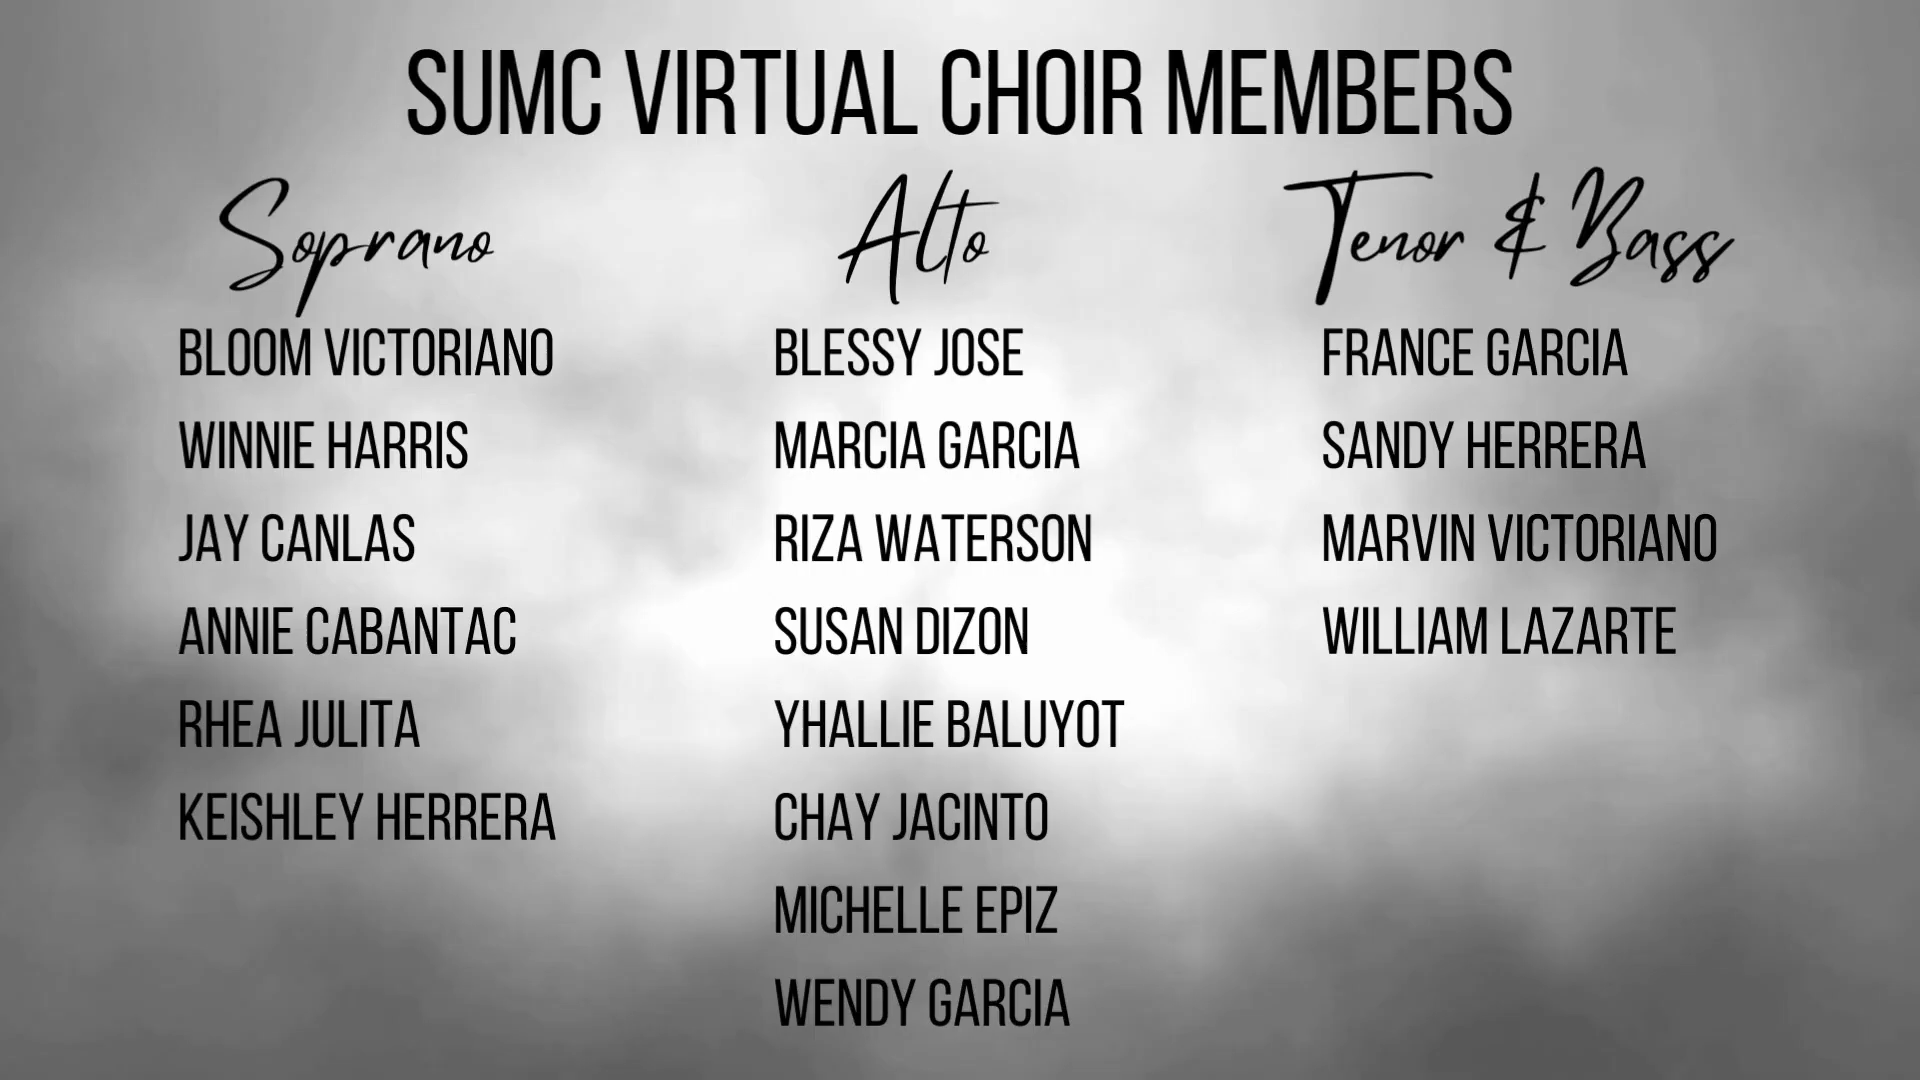 SUMC VIRTUAL CHOIR MEMBERS
Soprano
BLOOM VICTORIANO
WINNIE HARRIS
JAY CANLAS
ANNIE CABANTAC
RHEA JULITA
KEISHLEY HERRERA
Alto
BLESSY JOSE
MARCIA GARCIA
RIZA WATERSON
SUSAN DIZON
YHALLIE BALUYOT
CHAY JACINTO
MICHELLE EPIZ
WENDY GARCIA
Tenor & Bass
FRANCE GARCIA
SANDY HERRERA
MARVIN VICTORIANO
WILLIAM LAZARTE